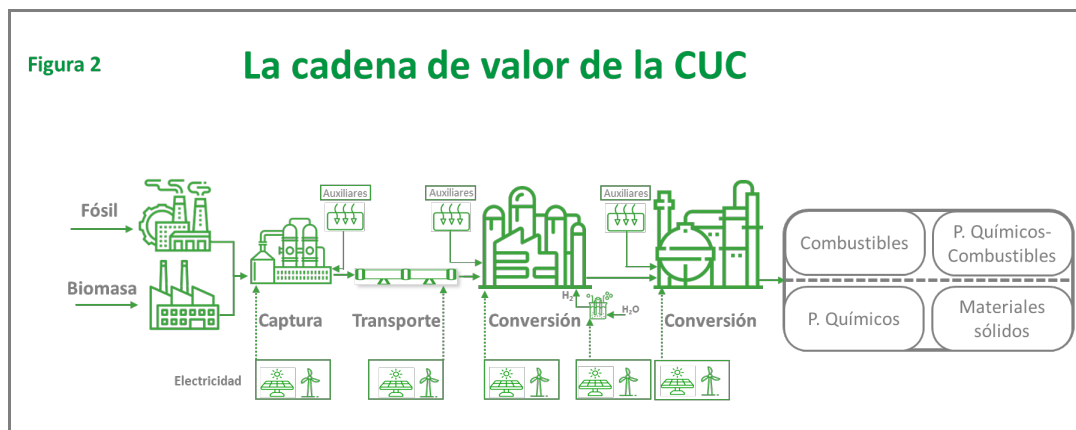 Figura 2
La cadena de valor de la CUC
Auxiliares
Auxiliares
Auxiliares
Fósil
Biomasa
Captura
Transporte
Conversión
H2
H2O
Conversión
Combustibles
P. Químicos-
Combustibles
P. Químicos
Materiales
sólidos
Electricidad